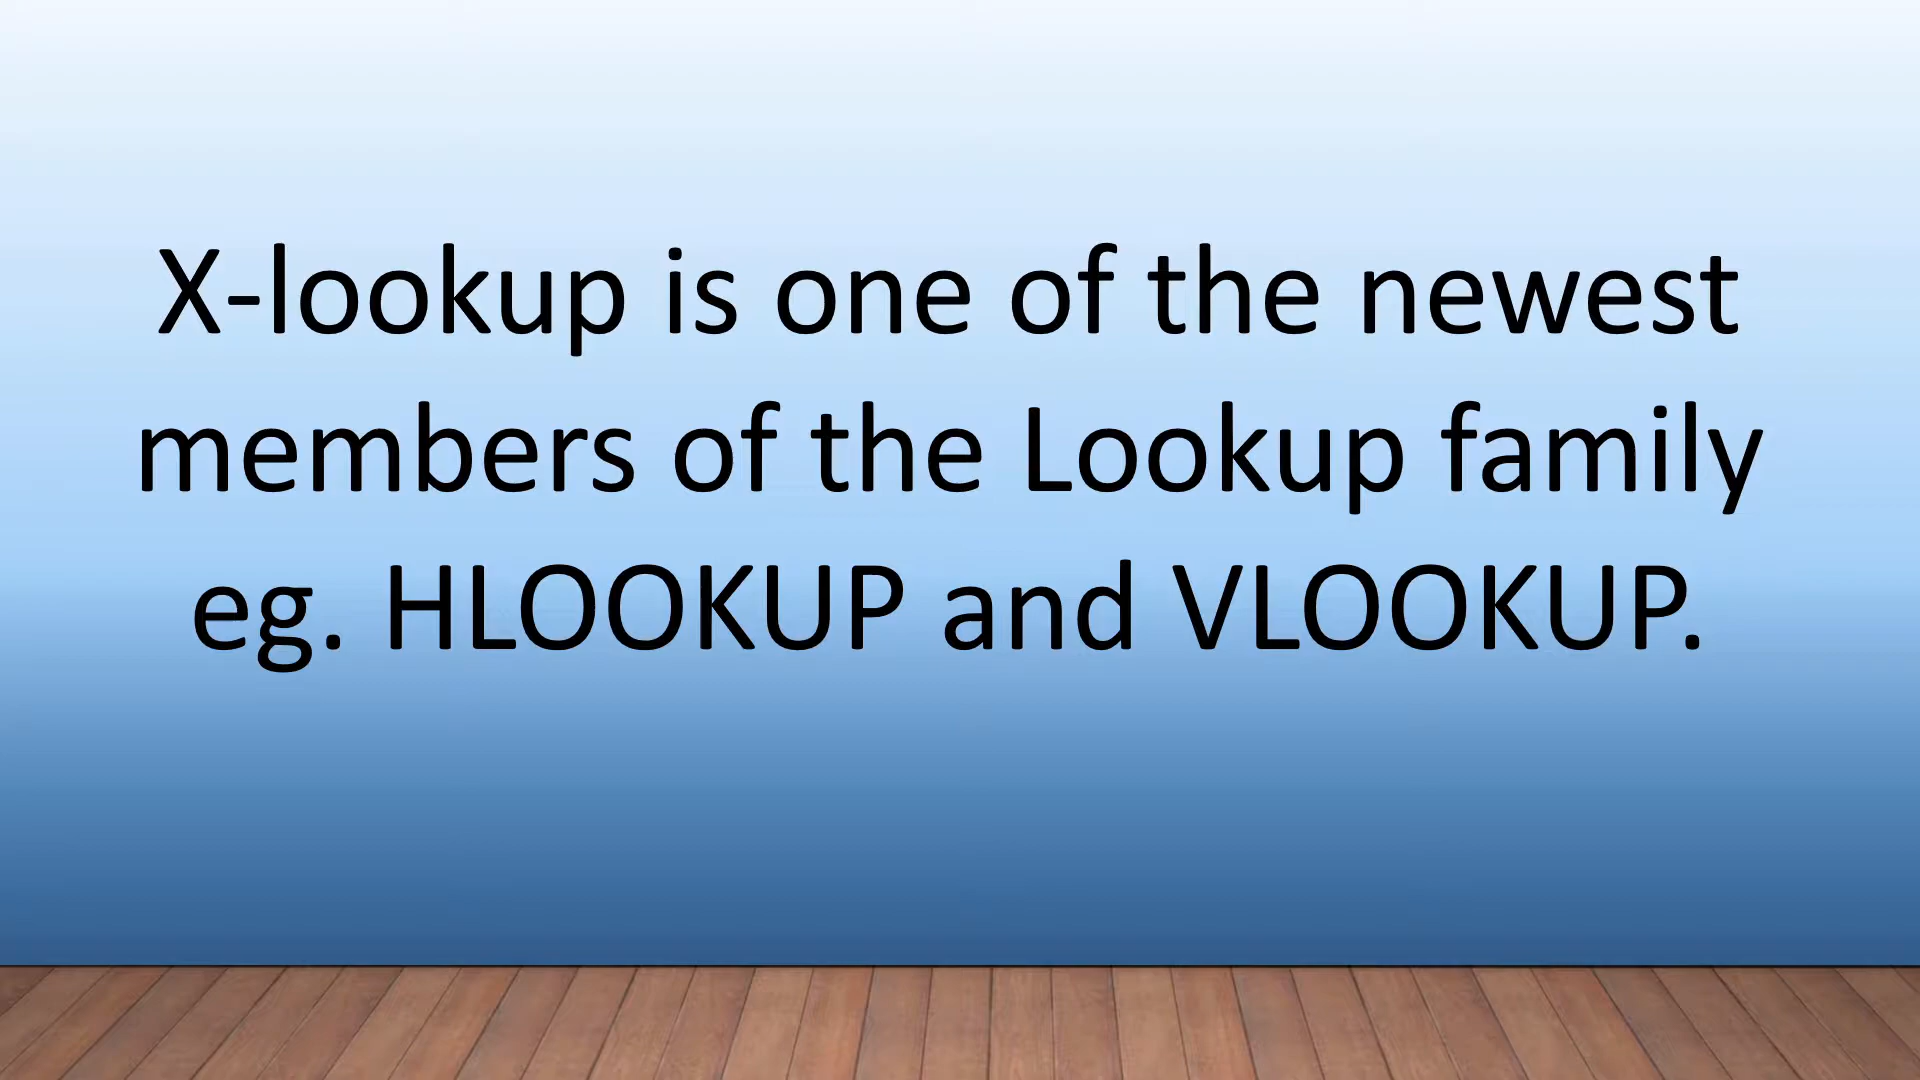 X-lookup is one of the newest
members of the Lookup family
eg. HLOOKUP and VLOOKUP.